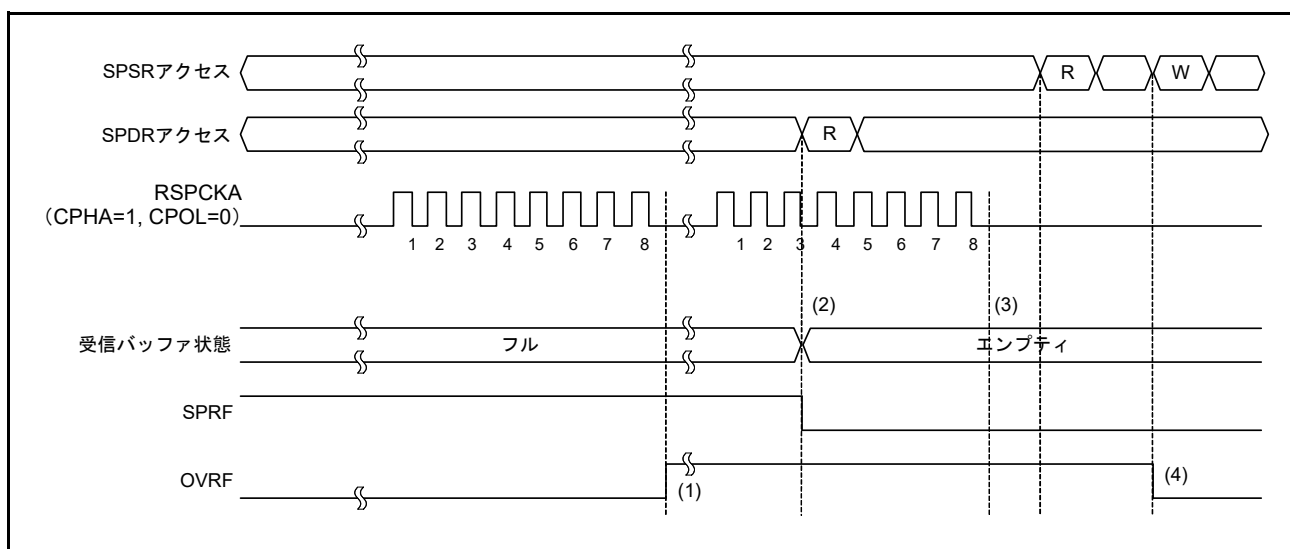 SPSRアクセス
R
W
SPDRアクセス
R
RSPCKA
(CPHA=1, CPOL=0)
1 2 3 4 5 6 7 8
1 2 3 4 5 6 7 8
(2)
(3)
受信バッファ状態
フル
エンプティ
SPRF
OVRF
(1)
(4)